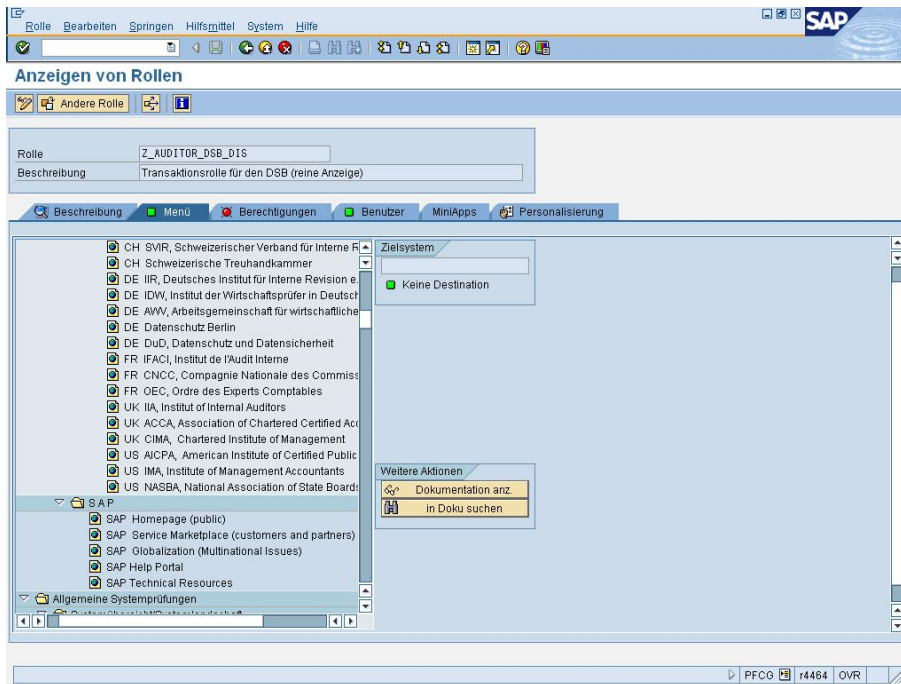 Rolle Bearbeiten Springen Hilfsmittel System Hilfe
SAP
Anzeigen von Rollen
Andere Rolle
Rolle Z_AUDITOR_DSB_DIS
Beschreibung Transaktionsrolle für den DSB (reine Anzeige)
Beschreibung Menü Berechtigungen Benutzer MiniApps Personalisierung
CH SVIR, Schweizerischer Verband für Interne R
CH Schweizerische Treuhandkammer
DE IIR, Deutsches Institut für Interne Revision e.
DE IDW, Institut der Wirtschaftsprüfer in Deutsch
DE AWV, Arbeitsgemeinschaft für wirtschaftliche
DE Datenschutz Berlin
DE DuD, Datenschutz und Datensicherheit
FR IFACI, Institut de l'Audit Interne
FR CNCC, Compagnie Nationale des Commiss
FR OEC, Ordre des Experts Comptables
UK IIA, Institut of Internal Auditors
UK ACCA, Association of Chartered Certified Acc
UK CIMA, Chartered Institute of Management
US AICPA, American Institute of Certified Public
US IMA, Institute of Management Accountants
US NASBA, National Association of State Boards
SAP
SAP Homepage (public)
SAP Service Marketplace (customers and partners)
SAP Globalization (Multinational Issues)
SAP Help Portal
SAP Technical Resources
Allgemeine Systemprüfungen
Zielsystem
Keine Destination
Weitere Aktionen
Dokumentation anz.
in Doku suchen
PFCG r4464 OVR